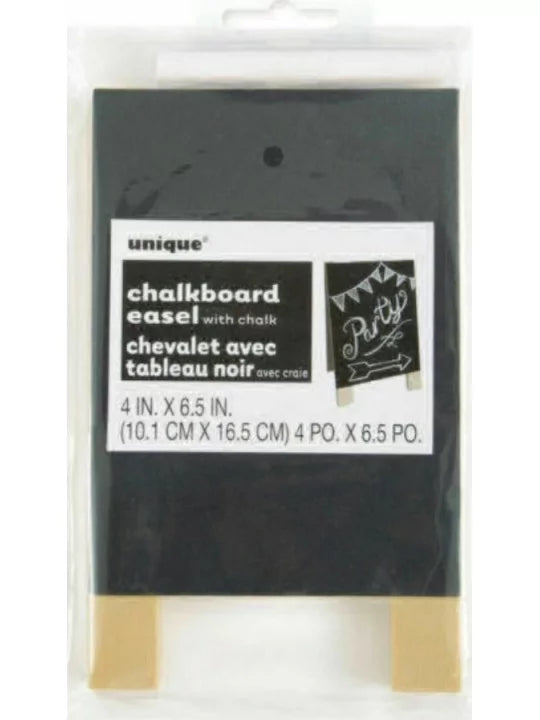 unique®
chalkboard
easel with chalk
chevalet avec
tableau noir avec craie
Party
4 IN. X 6.5 IN.
(10.1 CM X 16.5 CM) 4 PO. X 6.5 PO.